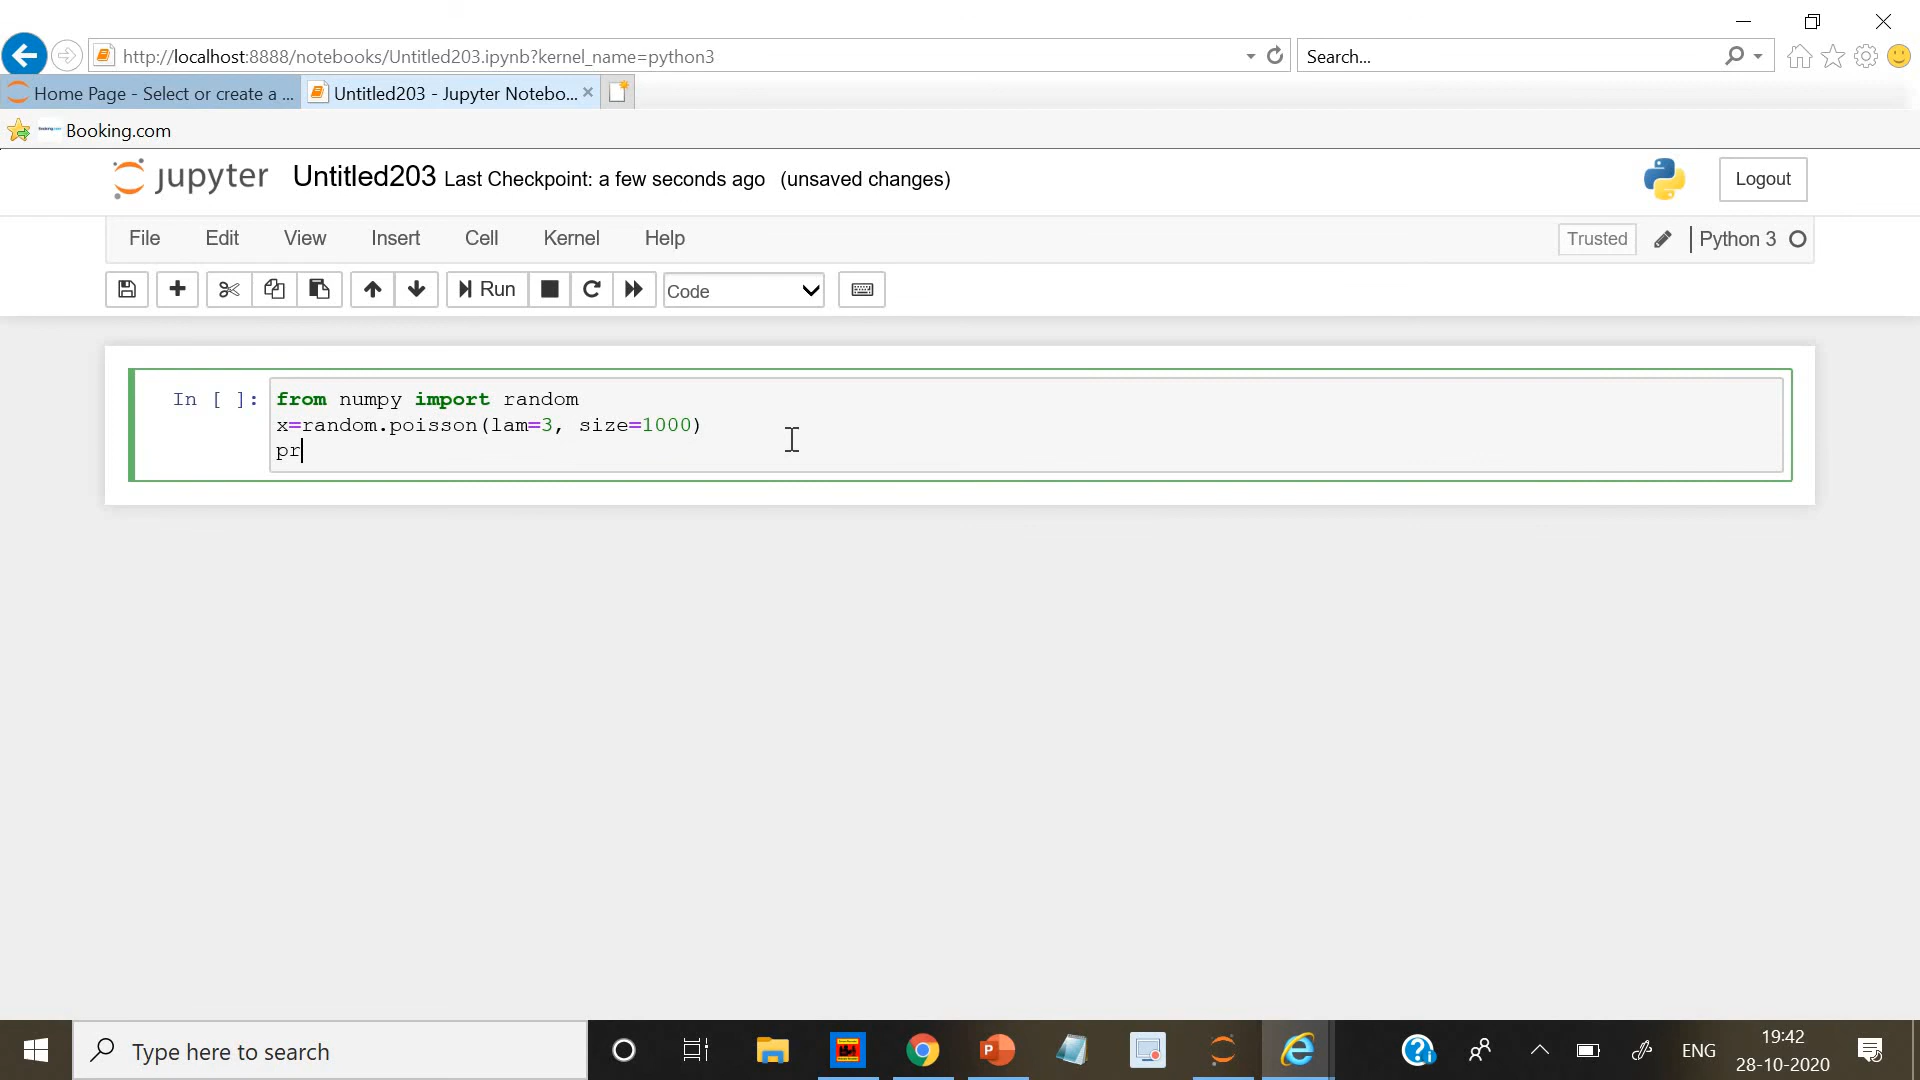 http://localhost:8888/notebooks/Untitled203.ipynb?kernel_name=python3
Search...
Home Page - Select or create a ...
Untitled203 - Jupyter Notebo...
Booking.com
jupyter Untitled203 Last Checkpoint: a few seconds ago (unsaved changes)
Logout
File Edit View Insert Cell Kernel Help
Trusted
Python 3
Run
Code
In [ ]: from numpy import random
x=random.poisson(lam=3, size=1000)
pr
Type here to search
ENG
19:42
28-10-2020